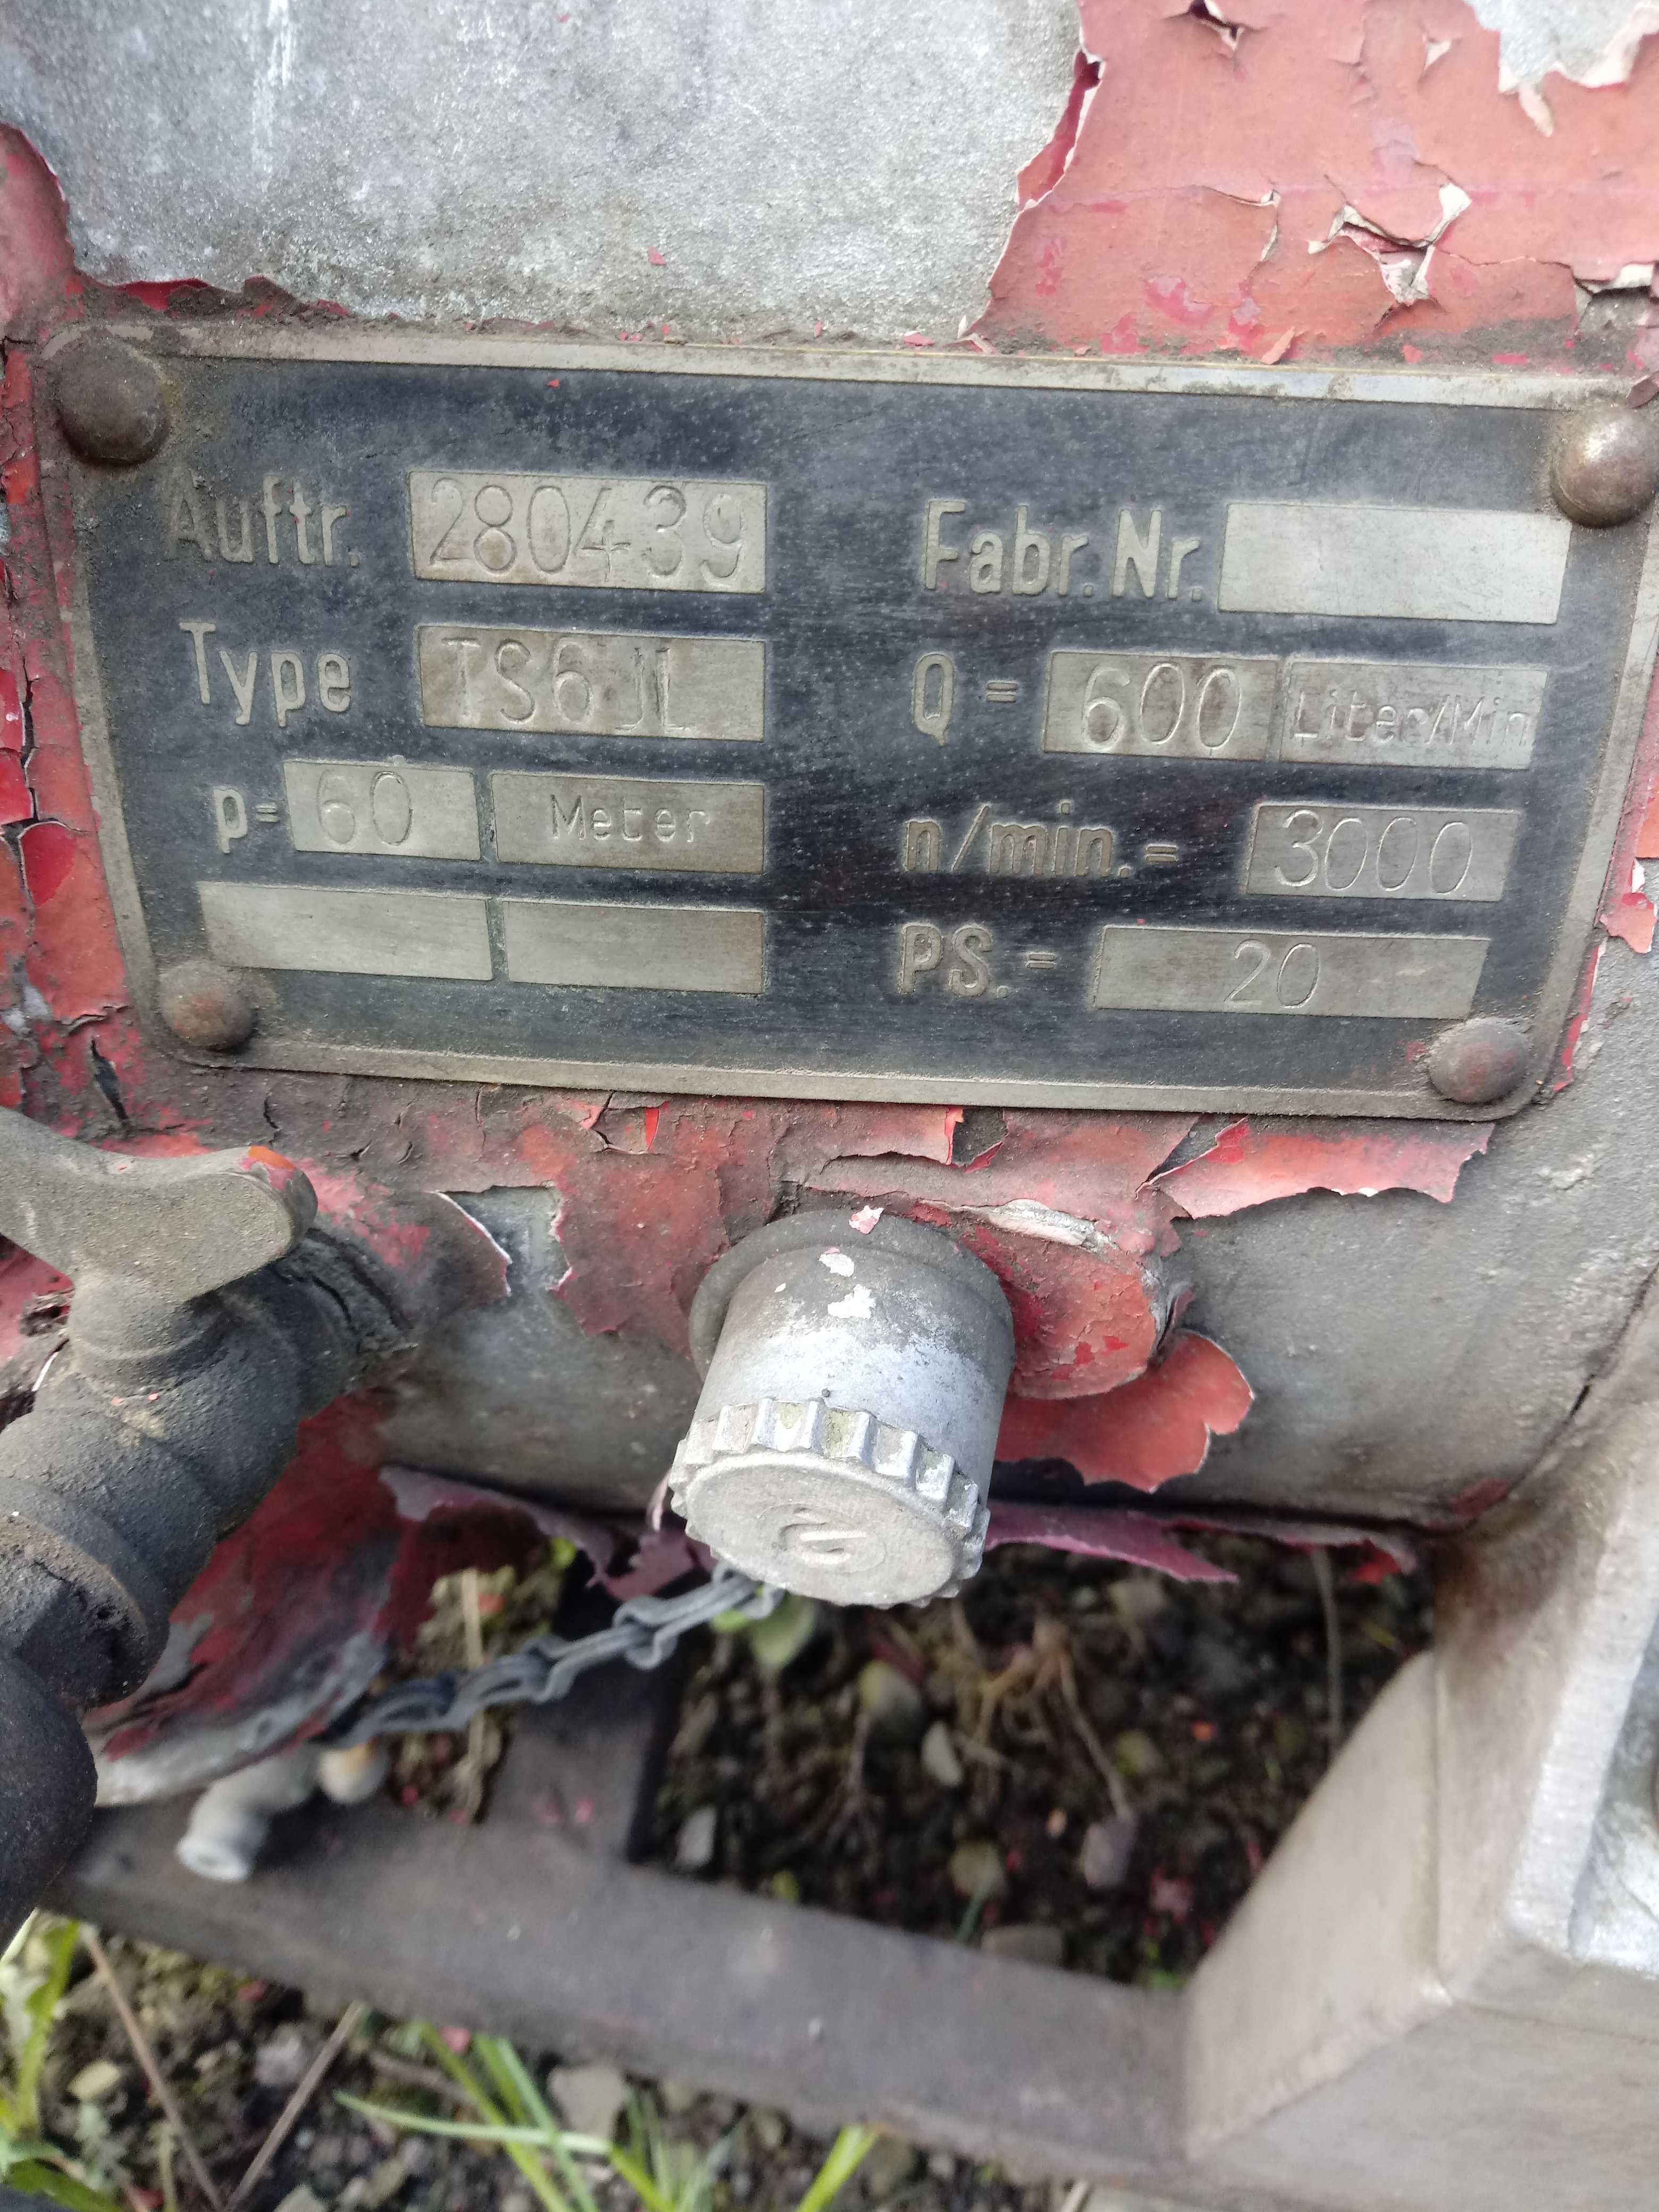 Auftr. 280439 Fabr. Nr.
Type TS6 JL Q = 600 Liter/Min
p= 60 Meter n/min. = 3000
PS. = 20